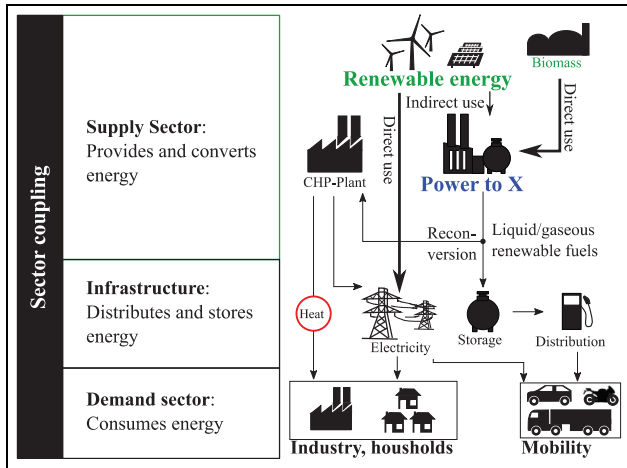 Sector coupling
Supply Sector:
Provides and converts
energy
Infrastructure:
Distributes and stores
energy
Demand sector:
Consumes energy
Renewable energy
Biomass
Indirect use
Direct use
Direct use
CHP-Plant
Power to X
Recon-
version
Liquid/gaseous
renewable fuels
Heat
Electricity
Storage
Distribution
Industry, housholds
Mobility